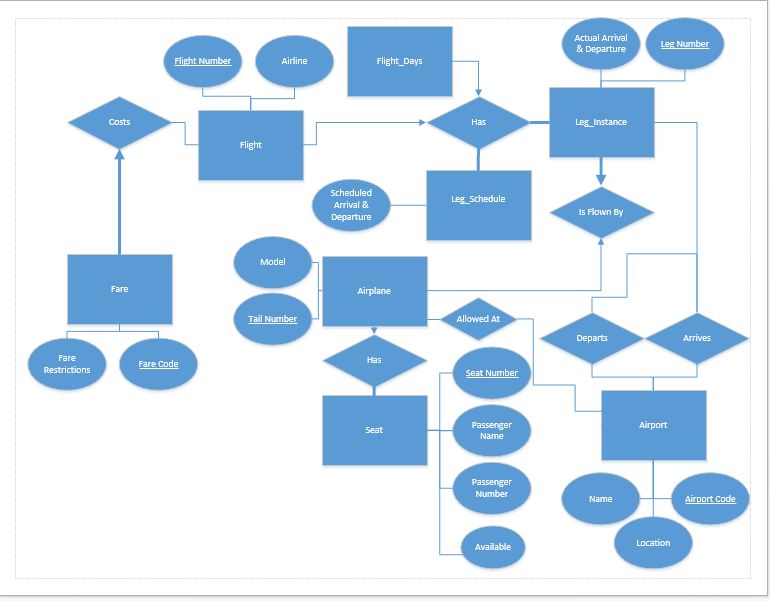 Actual Arrival
& Departure
Leg Number
Flight Number
Airline
Flight_Days
Costs
Flight
Has
Leg_Instance
Scheduled
Arrival &
Departure
Leg_Schedule
Is Flown By
Model
Airplane
Fare
Tail Number
Allowed At
Departs
Arrives
Fare
Restrictions
Fare Code
Has
Seat Number
Seat
Passenger
Name
Airport
Passenger
Number
Name
Airport Code
Location
Available